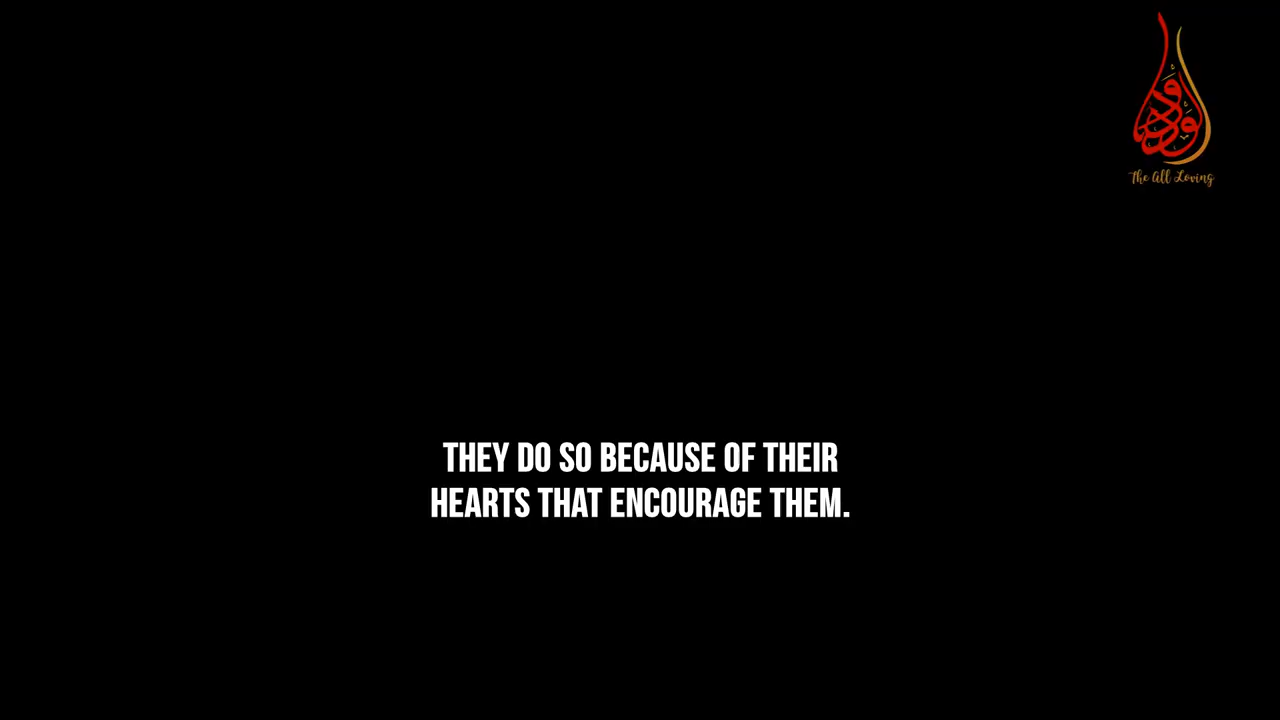 The All Loving
THEY DO SO BECAUSE OF THEIR
HEARTS THAT ENCOURAGE THEM.